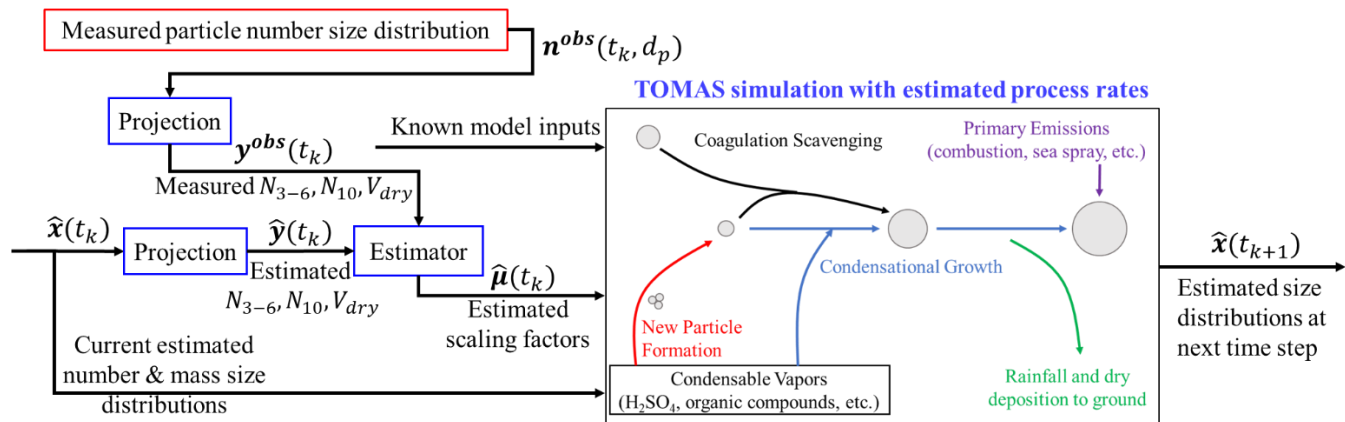 Measured particle number size distribution
n^obs(t_k, d_p)
TOMAS simulation with estimated process rates
Projection
Known model inputs
y^obs(t_k)
Measured N_3−6, N_10, V_dry
Coagulation Scavenging
Primary Emissions
(combustion, sea spray, etc.)
x̂(t_k)
Projection
ŷ(t_k)
Estimator
Estimated
N_3−6, N_10, V_dry
μ̂(t_k)
Estimated
scaling factors
Condensational Growth
New Particle
Formation
x̂(t_k+1)
Estimated size
distributions at
next time step
Current estimated
number & mass size
distributions
Condensable Vapors
(H₂SO₄, organic compounds, etc.)
Rainfall and dry
deposition to ground